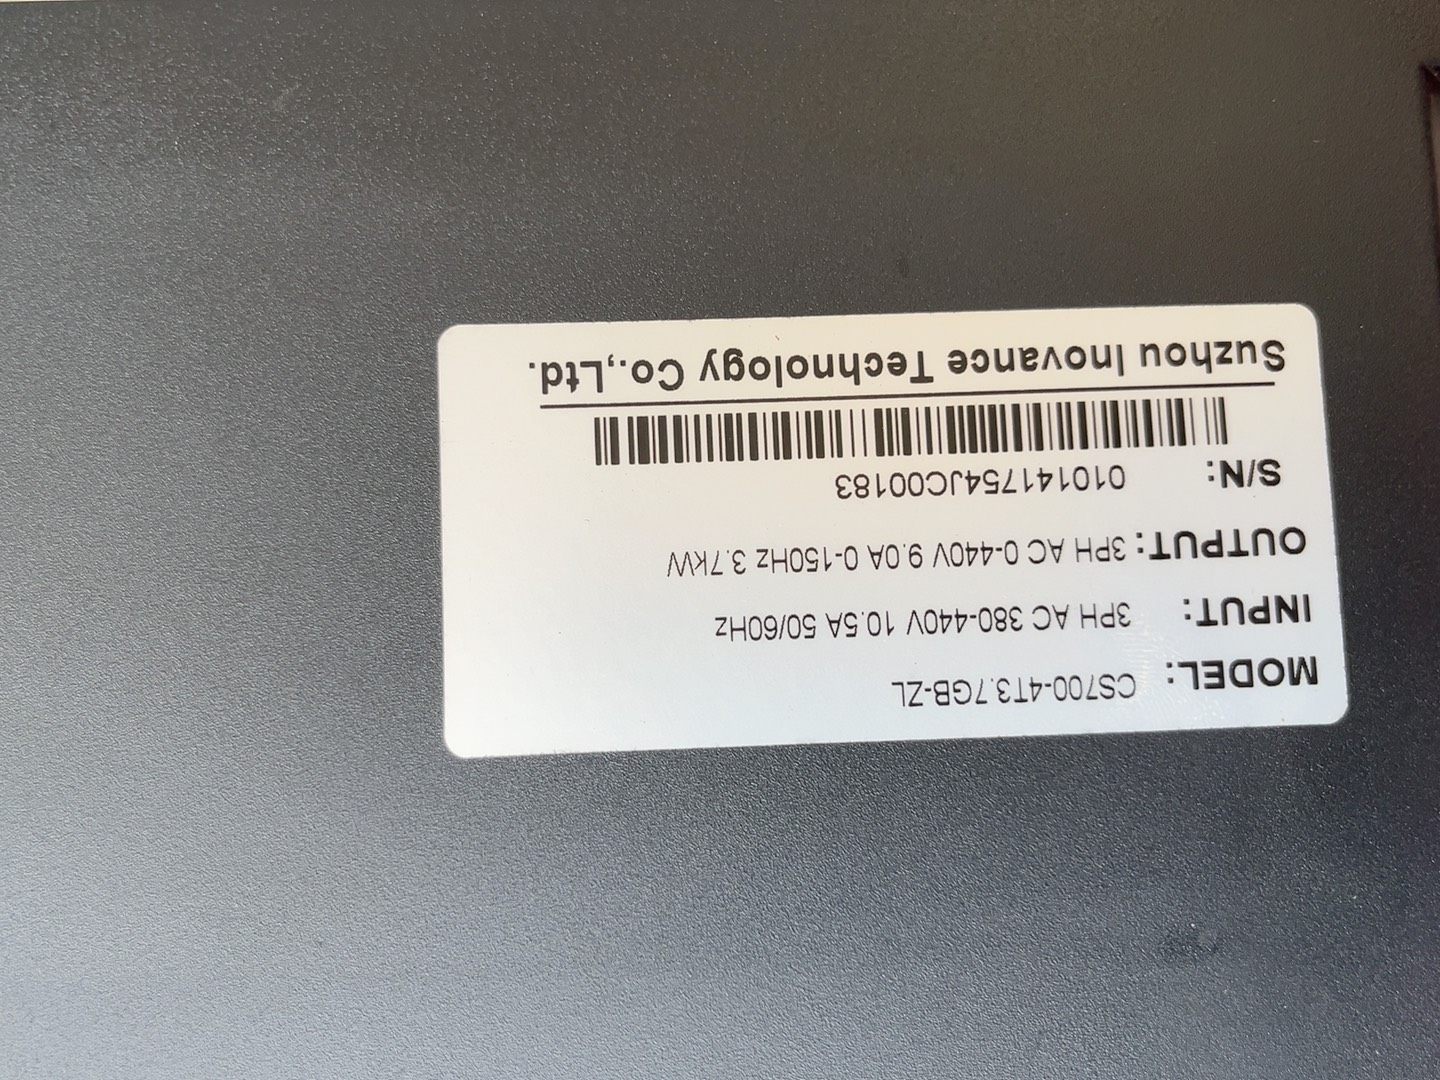 MODEL: CS700-4T3.7GB-ZL
INPUT: 3PH AC 380-440V 10.5A 50/60Hz
OUTPUT: 3PH AC 0-440V 9.0A 0-150Hz 3.7kW
S/N: 010141754JC00183
Suzhou Inovance Technology Co.,Ltd.